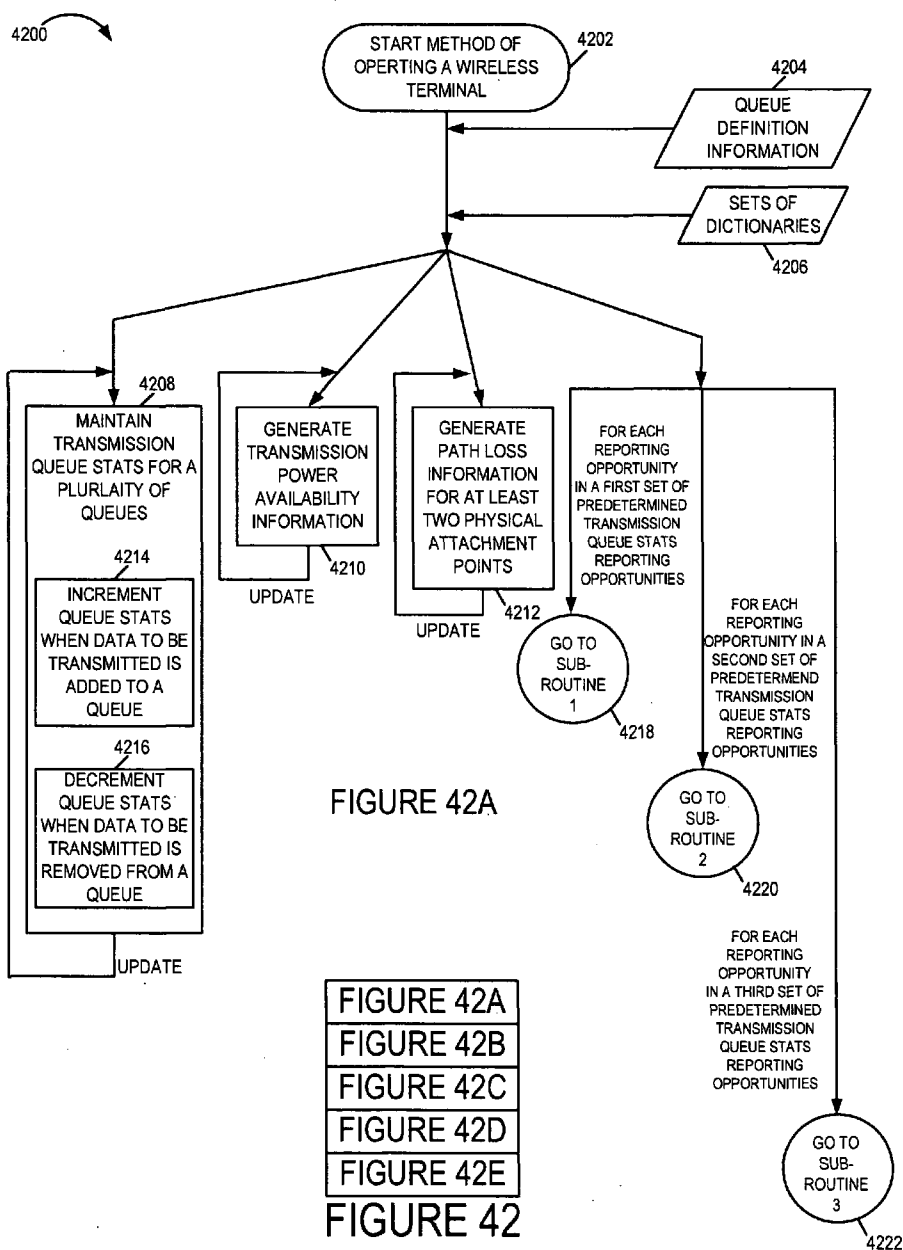 4200
START METHOD OF
OPERTING A WIRELESS
TERMINAL
4202
4204
QUEUE
DEFINITION
INFORMATION
SETS OF
DICTIONARIES
4206
4208
MAINTAIN
TRANSMISSION
QUEUE STATS FOR A
PLURLAITY OF
QUEUES
4214
INCREMENT
QUEUE STATS
WHEN DATA TO BE
TRANSMITTED IS
ADDED TO A
QUEUE
4216
DECREMENT
QUEUE STATS
WHEN DATA TO BE
TRANSMITTED IS
REMOVED FROM A
QUEUE
UPDATE
GENERATE
TRANSMISSION
POWER
AVAILABILITY
INFORMATION
4210
UPDATE
GENERATE
PATH LOSS
INFORMATION
FOR AT LEAST
TWO PHYSICAL
ATTACHMENT
POINTS
4212
UPDATE
FOR EACH
REPORTING
OPPORTUNITY
IN A FIRST SET OF
PREDETERMINED
TRANSMISSION
QUEUE STATS
REPORTING
OPPORTUNITIES
GO TO
SUB-
ROUTINE
1
4218
FOR EACH
REPORTING
OPPORTUNITY IN A
SECOND SET OF
PREDETERMEND
TRANSMISSION
QUEUE STATS
REPORTING
OPPORTUNITIES
GO TO
SUB-
ROUTINE
2
4220
FOR EACH
REPORTING
OPPORTUNITY
IN A THIRD SET OF
PREDETERMINED
TRANSMISSION
QUEUE STATS
REPORTING
OPPORTUNITIES
GO TO
SUB-
ROUTINE
3
4222
FIGURE 42A
FIGURE 42A
FIGURE 42B
FIGURE 42C
FIGURE 42D
FIGURE 42E
FIGURE 42